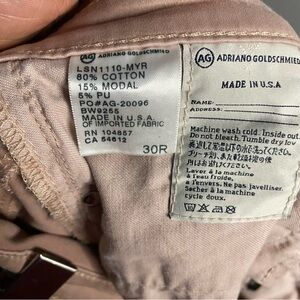 AG ADRIANO GOLDSCHMIED
LSN1110-MYR
80% COTTON
15% MODAL
5% PU
PO#AG-20096
BW9255
MADE IN U.S.A
OF IMPORTED FABRIC
RN 104857
CA 54612
30R
AG ADRIANO GOLDSCHMIED
MADE IN U.S.A
NAME:
ADDRESS:
Machine wash cold. Inside out
Do not bleach. Tumble dry low
Laver à la machine
à l'eau froide,
a l'envers. Ne pas javelliser.
Sachez à la machine
cycle doux.